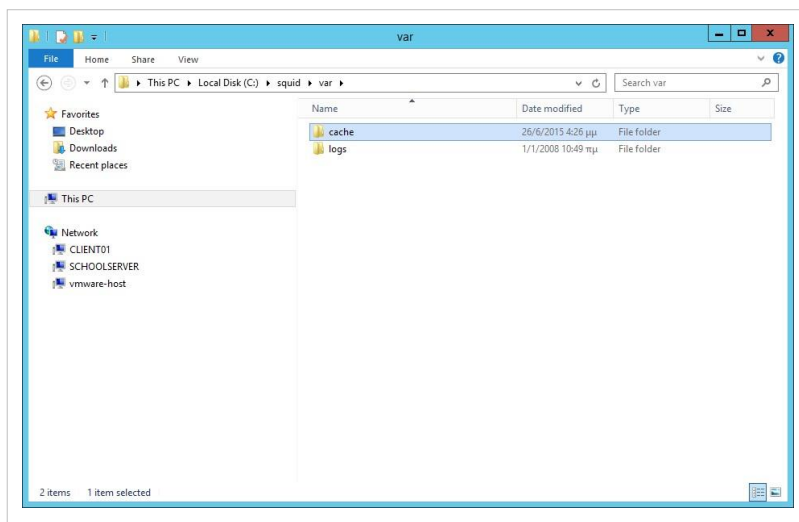 var
File Home Share View
This PC Local Disk (C:) squid var
Search var
Favorites
Desktop
Downloads
Recent places
This PC
Network
CLIENT01
SCHOOLSERVER
vmware-host
Name Date modified Type Size
cache 26/6/2015 4:26 μμ File folder
logs 1/1/2008 10:49 πμ File folder
2 items 1 item selected